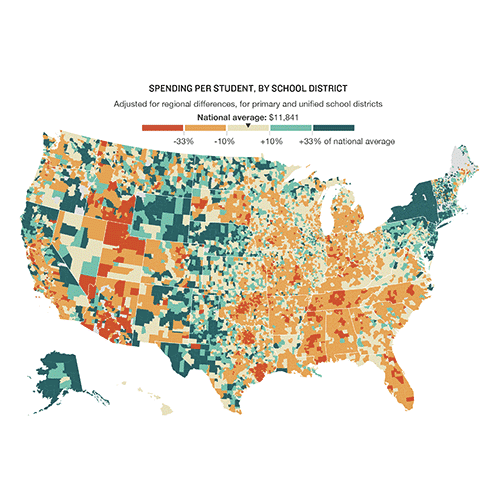 SPENDING PER STUDENT, BY SCHOOL DISTRICT
Adjusted for regional differences, for primary and unified school districts
National average: $11,841
-33% -10% +10% +33% of national average